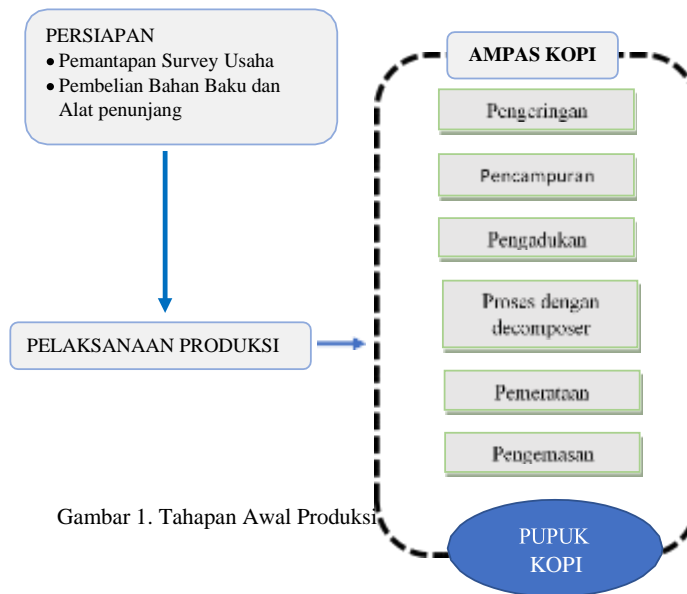 PERSIAPAN
• Pemantapan Survey Usaha
• Pembelian Bahan Baku dan
Alat penunjang
PELAKSANAAN PRODUKSI
AMPAS KOPI
Pengeringan
Pencampuran
Pengadukan
Proses dengan
decomposer
Pemerataan
Pengemasan
PUPUK
KOPI
Gambar 1. Tahapan Awal Produksi